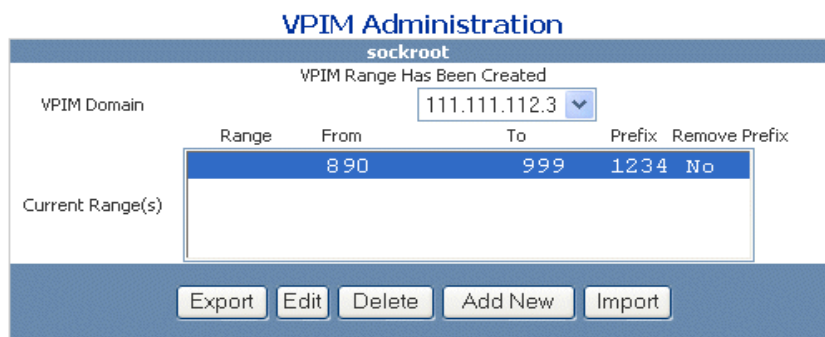 VPIM Administration
sockroot
VPIM Range Has Been Created
VPIM Domain 111.111.112.3
Range From To Prefix Remove Prefix
890 999 1234 No
Current Range(s)
Export Edit Delete Add New Import